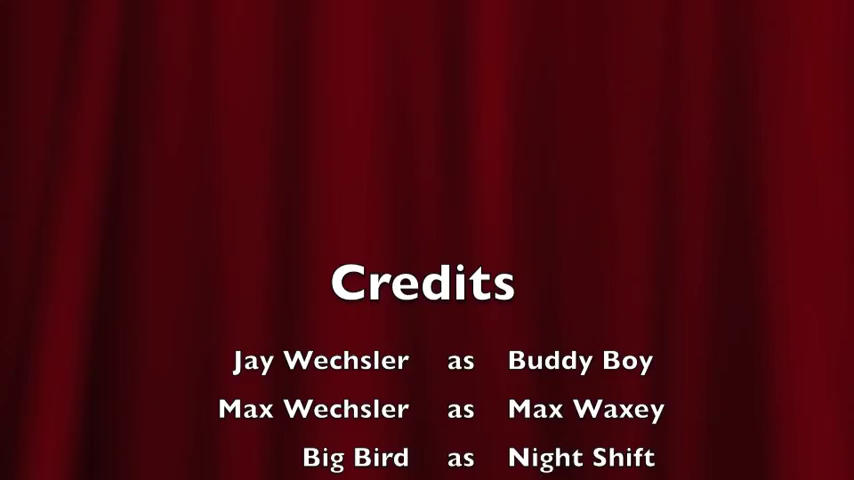 Credits
Jay Wechsler as Buddy Boy
Max Wechsler as Max Waxey
Big Bird as Night Shift